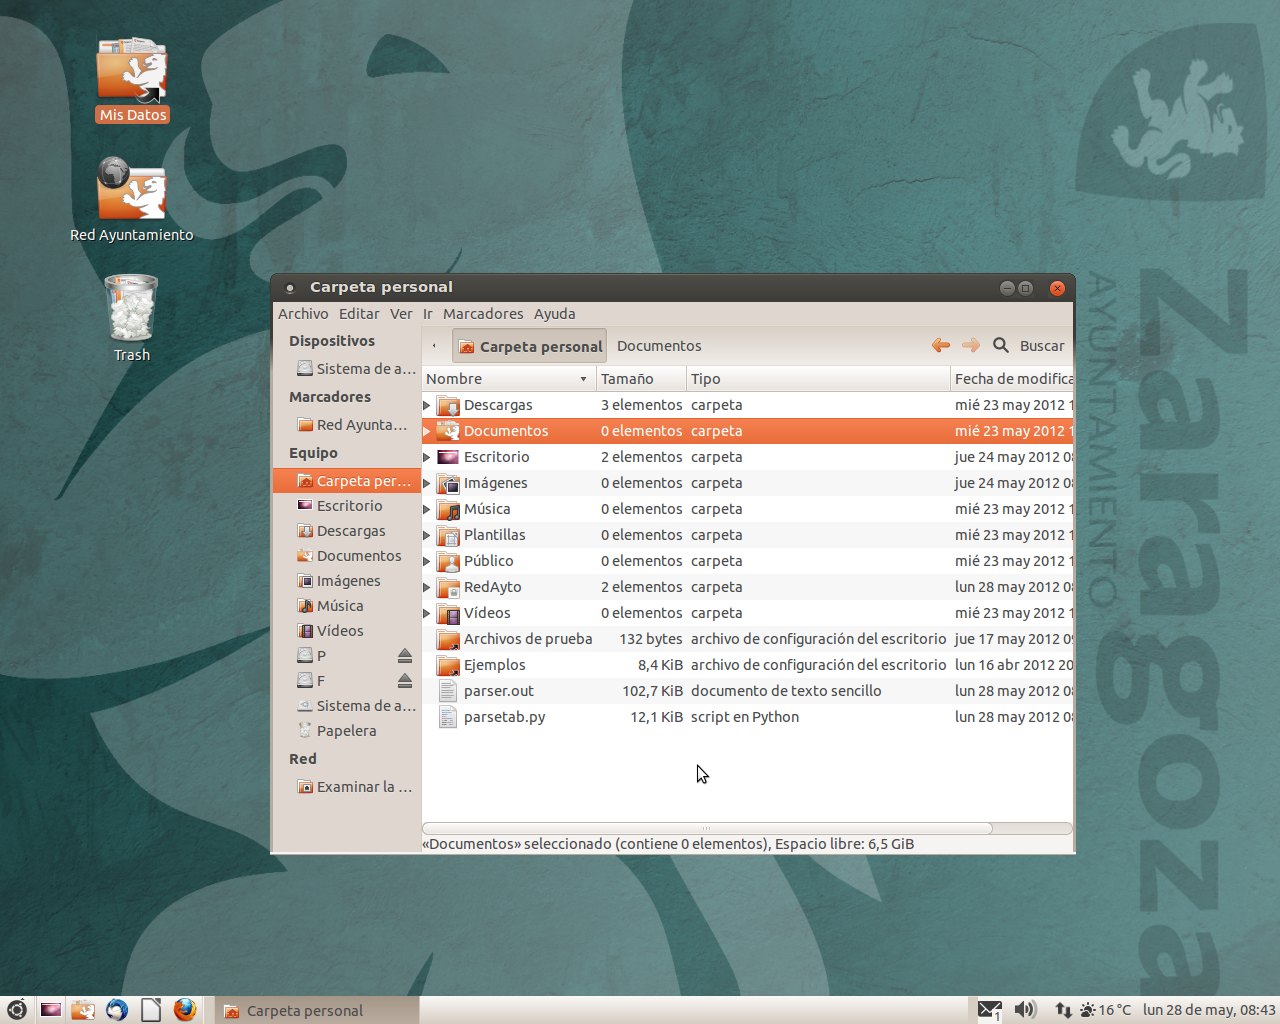 Mis Datos
Red Ayuntamiento
Trash
Zaragoza
AYUNTAMIENTO
Carpeta personal
Archivo Editar Ver Ir Marcadores Ayuda
Dispositivos
Sistema de a...
Marcadores
Red Ayunta...
Equipo
Carpeta per...
Escritorio
Descargas
Documentos
Imágenes
Música
Vídeos
P
F
Sistema de a...
Papelera
Red
Examinar la ...
Carpeta personal Documentos Buscar
Nombre Tamaño Tipo Fecha de modifica
Descargas 3 elementos carpeta mié 23 may 2012 1
Documentos 0 elementos carpeta mié 23 may 2012 1
Escritorio 2 elementos carpeta jue 24 may 2012 08
Imágenes 0 elementos carpeta jue 24 may 2012 08
Música 0 elementos carpeta mié 23 may 2012 1
Plantillas 0 elementos carpeta mié 23 may 2012 1
Público 0 elementos carpeta mié 23 may 2012 1
RedAyto 2 elementos carpeta lun 28 may 2012 08
Vídeos 0 elementos carpeta mié 23 may 2012 1
Archivos de prueba 132 bytes archivo de configuración del escritorio jue 17 may 2012 09
Ejemplos 8,4 KiB archivo de configuración del escritorio lun 16 abr 2012 20
parser.out 102,7 KiB documento de texto sencillo lun 28 may 2012 08
parsetab.py 12,1 KiB script en Python lun 28 may 2012 08
«Documentos» seleccionado (contiene 0 elementos), Espacio libre: 6,5 GiB
Carpeta personal 1 16 °C lun 28 de may, 08:43